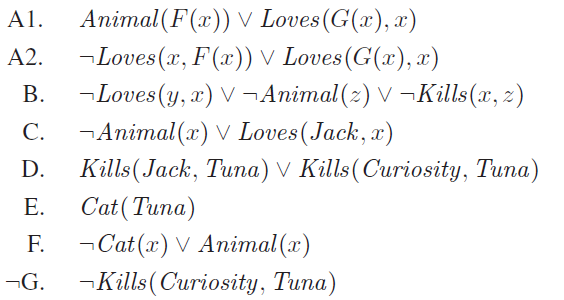 A1. Animal(F(x)) ∨ Loves(G(x), x)
A2. ¬Loves(x, F(x)) ∨ Loves(G(x), x)
B. ¬Loves(y, x) ∨ ¬Animal(z) ∨ ¬Kills(x, z)
C. ¬Animal(x) ∨ Loves(Jack, x)
D. Kills(Jack, Tuna) ∨ Kills(Curiosity, Tuna)
E. Cat(Tuna)
F. ¬Cat(x) ∨ Animal(x)
¬G. ¬Kills(Curiosity, Tuna)